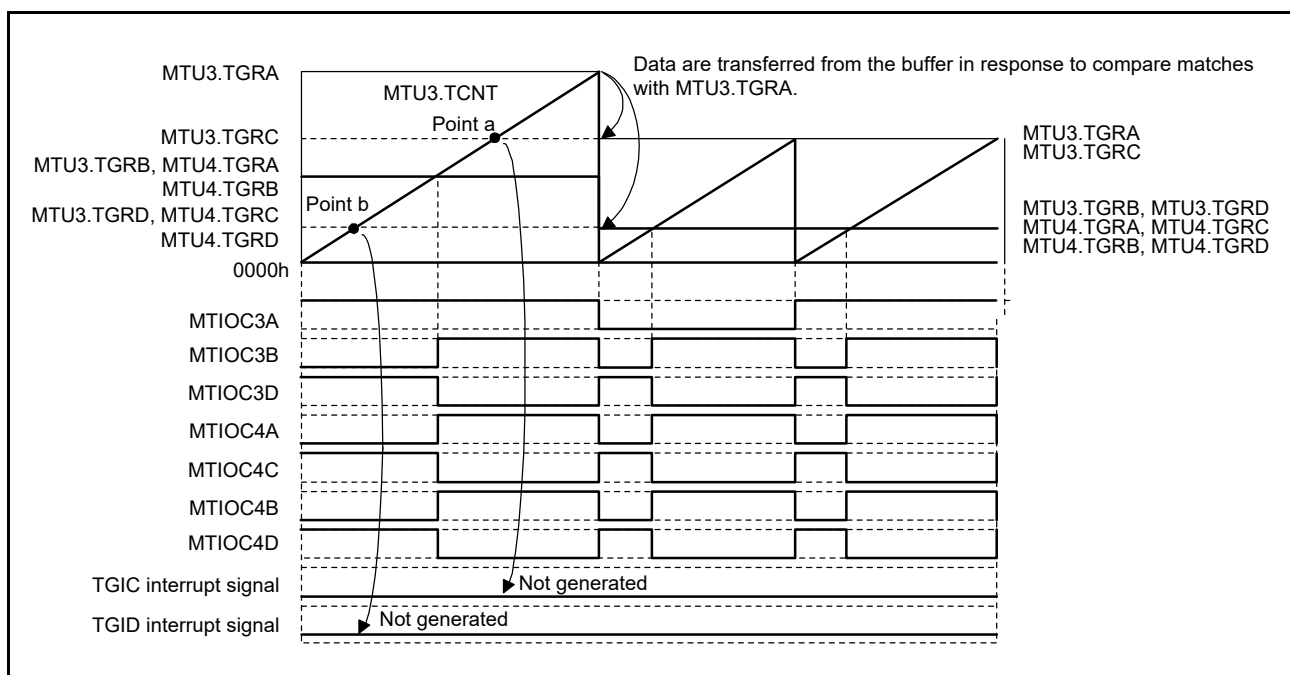 MTU3.TGRA
Data are transferred from the buffer in response to compare matches
with MTU3.TGRA.
MTU3.TCNT
Point a
MTU3.TGRC
MTU3.TGRA
MTU3.TGRC
MTU3.TGRB, MTU4.TGRA
MTU4.TGRB
Point b
MTU3.TGRD, MTU4.TGRC
MTU4.TGRD
MTU3.TGRB, MTU3.TGRD
MTU4.TGRA, MTU4.TGRC
MTU4.TGRB, MTU4.TGRD
0000h
MTIOC3A
MTIOC3B
MTIOC3D
MTIOC4A
MTIOC4C
MTIOC4B
MTIOC4D
TGIC interrupt signal
Not generated
TGID interrupt signal
Not generated